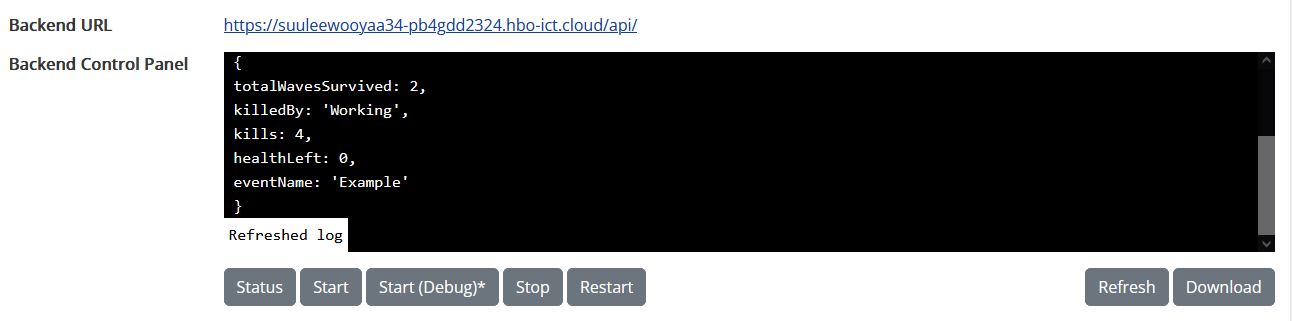 Backend URL https://suuleewooyaa34-pb4gdd2324.hbo-ict.cloud/api/
Backend Control Panel
{
totalWavesSurvived: 2,
killedBy: 'Working',
kills: 4,
healthLeft: 0,
eventName: 'Example'
}
Refreshed log
Status Start Start (Debug)* Stop Restart Refresh Download